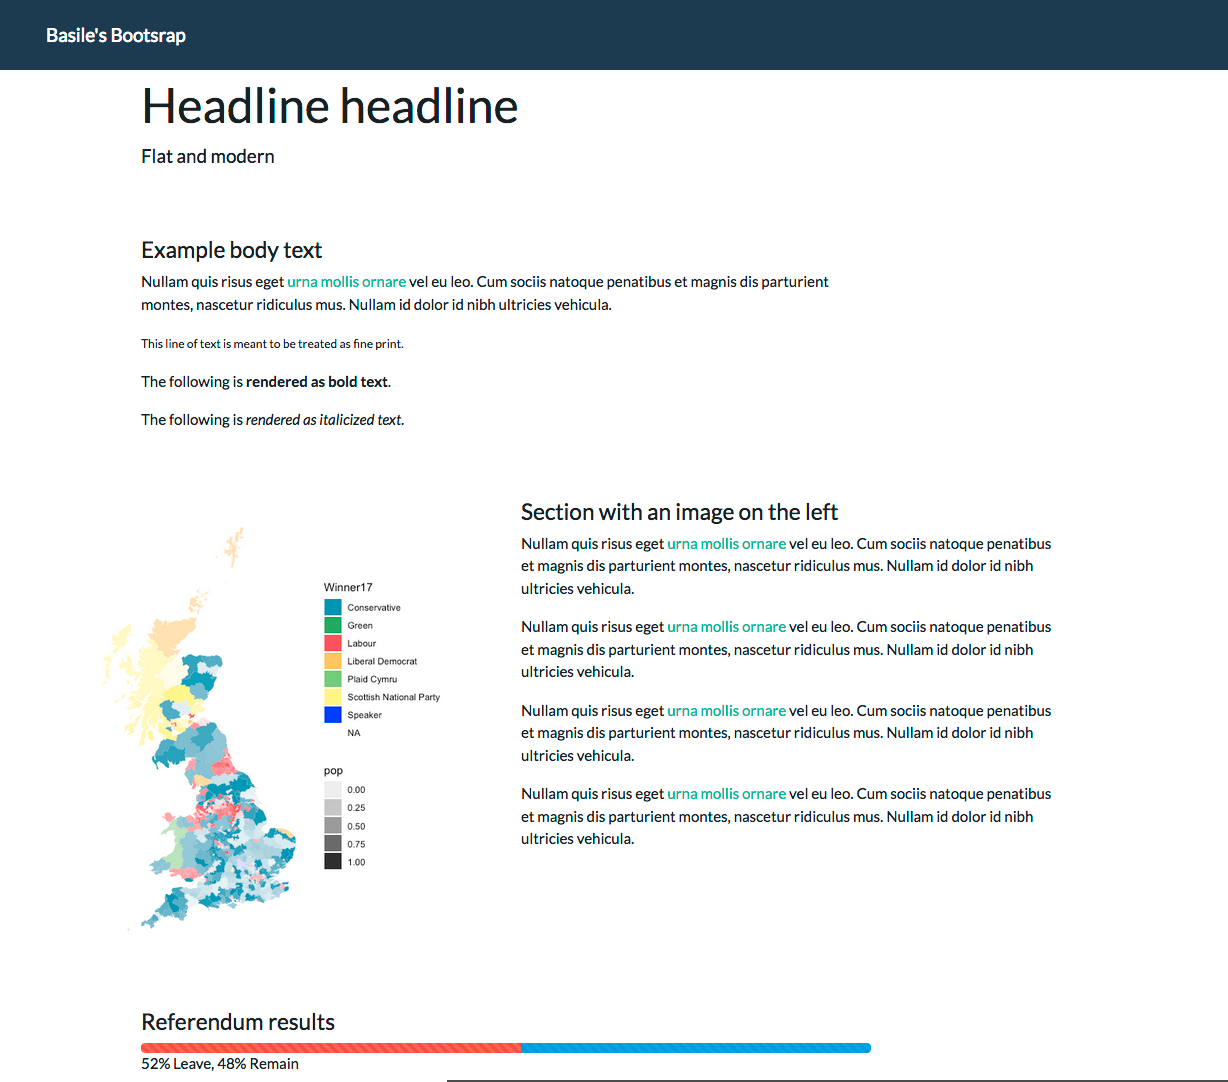 Basile's Bootsrap
Headline headline
Flat and modern
Example body text
Nullam quis risus eget urna mollis ornare vel eu leo. Cum sociis natoque penatibus et magnis dis parturient
montes, nascetur ridiculus mus. Nullam id dolor id nibh ultricies vehicula.
This line of text is meant to be treated as fine print.
The following is rendered as bold text.
The following is rendered as italicized text.
Winner17
Conservative
Green
Labour
Liberal Democrat
Plaid Cymru
Scottish National Party
Speaker
NA
pop
0.00
0.25
0.50
0.75
1.00
Section with an image on the left
Nullam quis risus eget urna mollis ornare vel eu leo. Cum sociis natoque penatibus
et magnis dis parturient montes, nascetur ridiculus mus. Nullam id dolor id nibh
ultricies vehicula.
Nullam quis risus eget urna mollis ornare vel eu leo. Cum sociis natoque penatibus
et magnis dis parturient montes, nascetur ridiculus mus. Nullam id dolor id nibh
ultricies vehicula.
Nullam quis risus eget urna mollis ornare vel eu leo. Cum sociis natoque penatibus
et magnis dis parturient montes, nascetur ridiculus mus. Nullam id dolor id nibh
ultricies vehicula.
Nullam quis risus eget urna mollis ornare vel eu leo. Cum sociis natoque penatibus
et magnis dis parturient montes, nascetur ridiculus mus. Nullam id dolor id nibh
ultricies vehicula.
Referendum results
52% Leave, 48% Remain